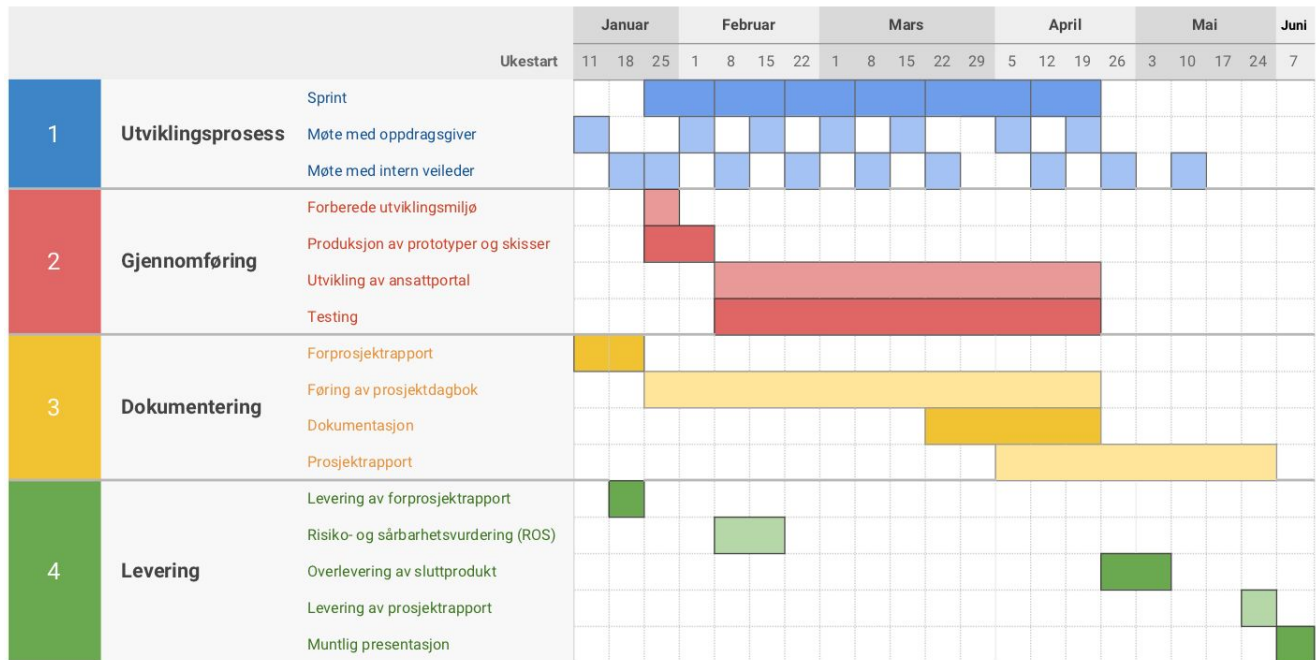 Januar Februar Mars April Mai Juni
Ukestart 11 18 25 1 8 15 22 1 8 15 22 29 5 12 19 26 3 10 17 24 7
1 Utviklingsprosess
Sprint
Møte med oppdragsgiver
Møte med intern veileder
2 Gjennomføring
Forberede utviklingsmiljø
Produksjon av prototyper og skisser
Utvikling av ansattportal
Testing
3 Dokumentering
Forprosjektrapport
Føring av prosjektdagbok
Dokumentasjon
Prosjektrapport
4 Levering
Levering av forprosjektrapport
Risiko- og sårbarhetsvurdering (ROS)
Overlevering av sluttprodukt
Levering av prosjektrapport
Muntlig presentasjon